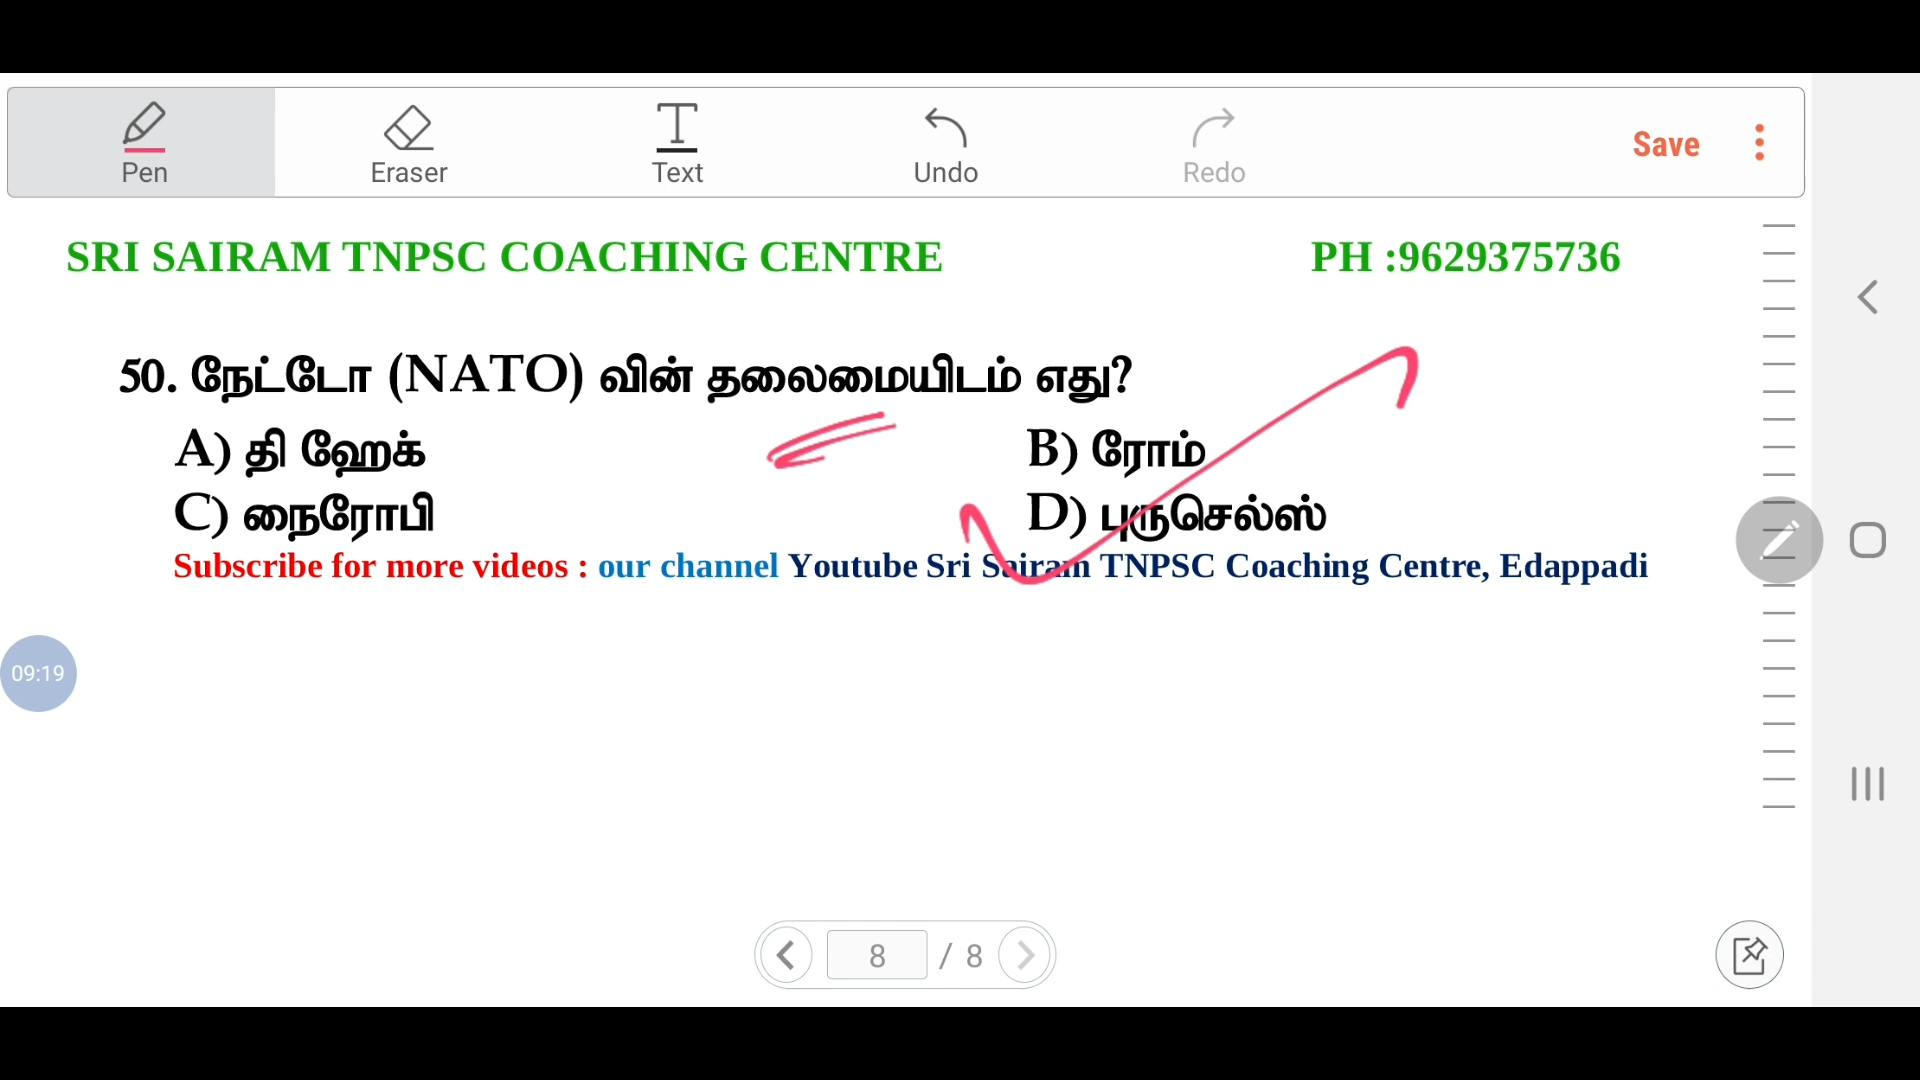 Pen Eraser Text Undo Redo Save
SRI SAIRAM TNPSC COACHING CENTRE PH :9629375736
50. நேட்டோ (NATO) வின் தலைமையிடம் எது?
A) தி ஹேக் B) ரோம்
C) நைரோபி D) புருசெல்ஸ்
Subscribe for more videos : our channel Youtube Sri Sairam TNPSC Coaching Centre, Edappadi
09:19
8 / 8